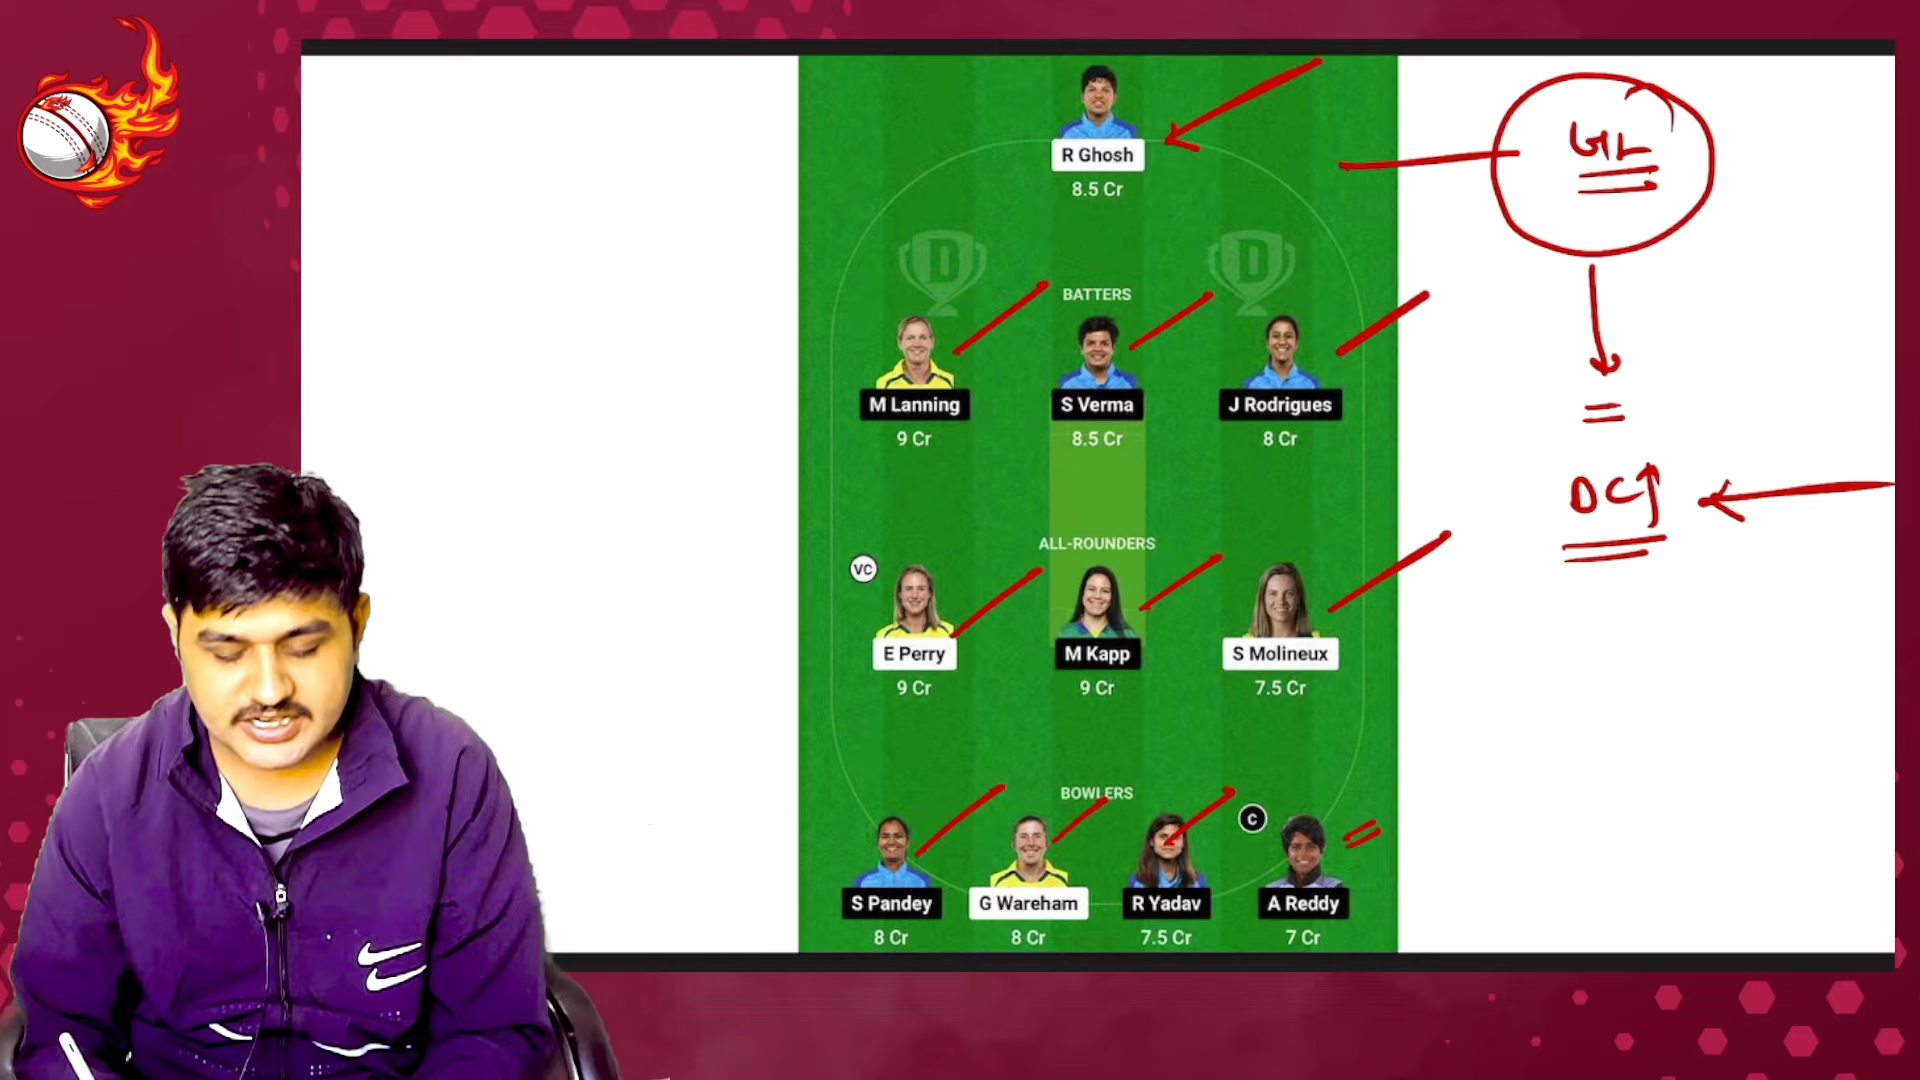 R Ghosh
8.5 Cr
GL
D
D
BATTERS
M Lanning
S Verma
J Rodrigues
9 Cr
8.5 Cr
8 Cr
DC
ALL-ROUNDERS
VC
E Perry
M Kapp
S Molineux
9 Cr
9 Cr
7.5 Cr
BOWLERS
C
S Pandey
G Wareham
R Yadav
A Reddy
8 Cr
8 Cr
7.5 Cr
7 Cr